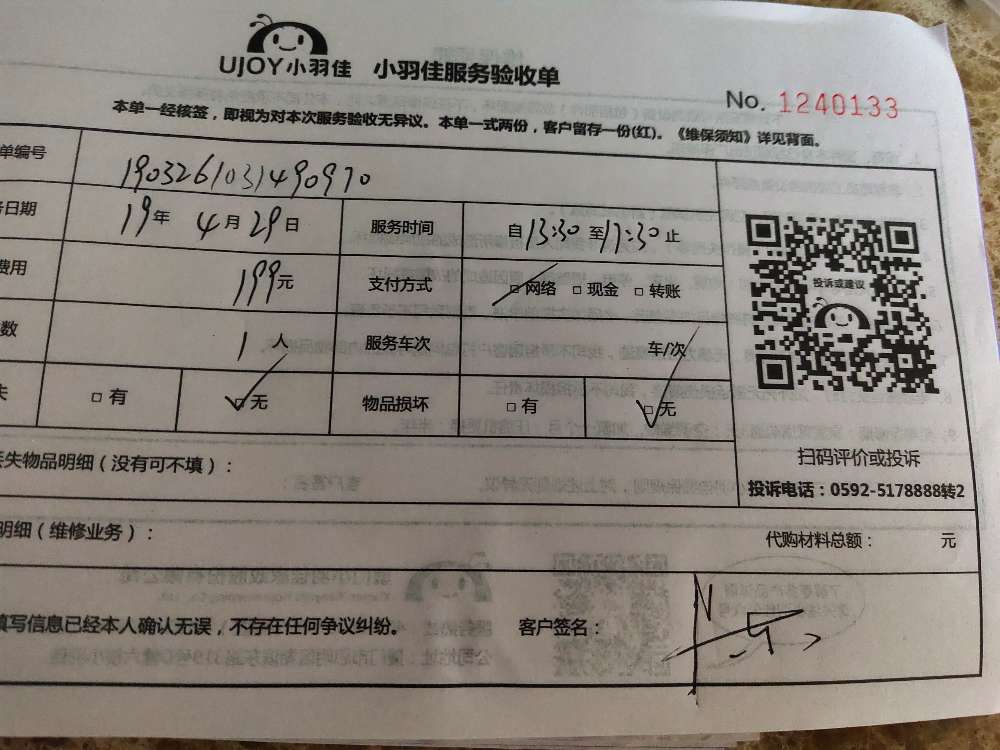 UJOY小羽佳 小羽佳服务验收单
No. 1240133
本单一经核签，即视为对本次服务验收无异议。本单一式两份，客户留存一份(红)。《维保须知》详见背面。
单编号 1903261031490970
日期 19年 4月29日 服务时间 自13:30至17:30止
费用 199元 支付方式 □网络 □现金 □转账
数 1人 服务车次 车/次
失 □有 □无 物品损坏 □有 □无
投诉或建议
扫码评价或投诉
投诉电话：0592-5178888转2
失物品明细（没有可不填）：
明细（维修业务）： 代购材料总额： 元
填写信息已经本人确认无误，不存在任何争议纠纷。 客户签名：